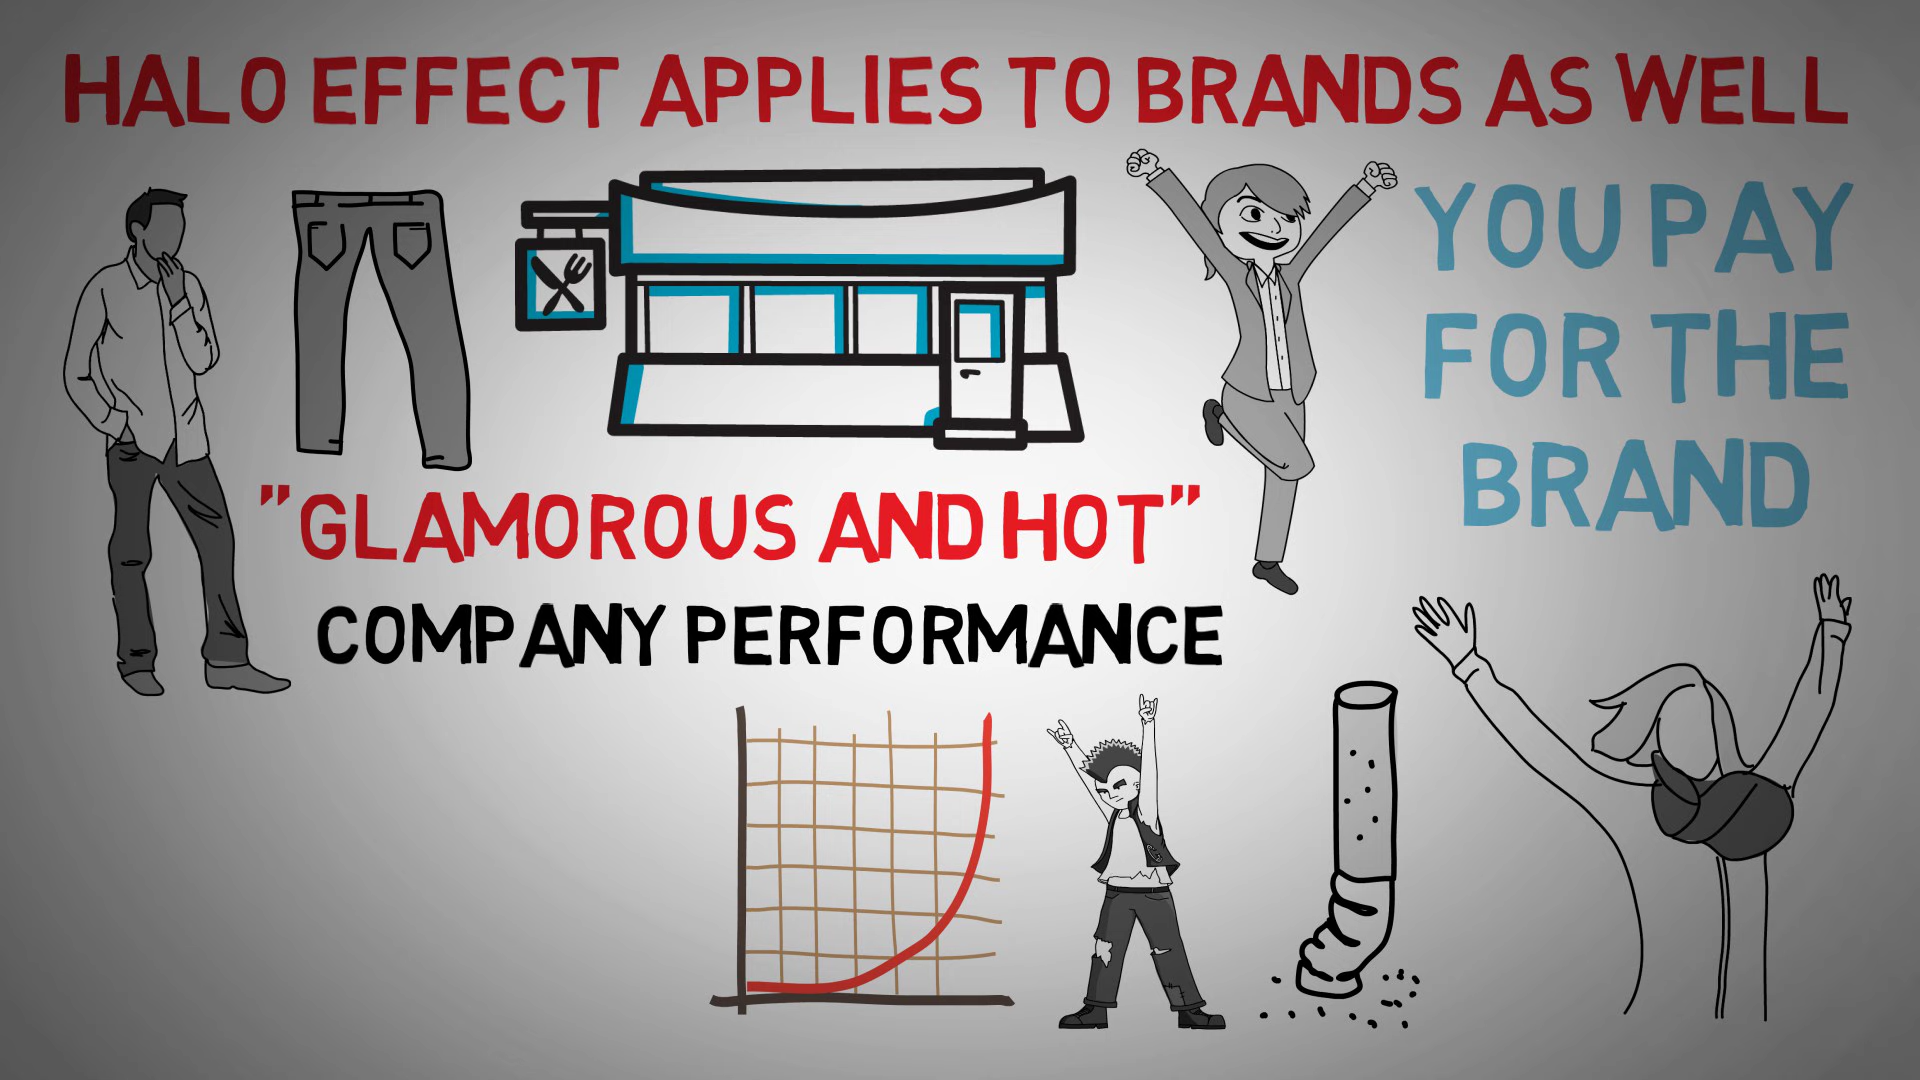 HALO EFFECT APPLIES TO BRANDS AS WELL
YOU PAY
FOR THE
BRAND
"GLAMOROUS AND HOT"
COMPANY PERFORMANCE